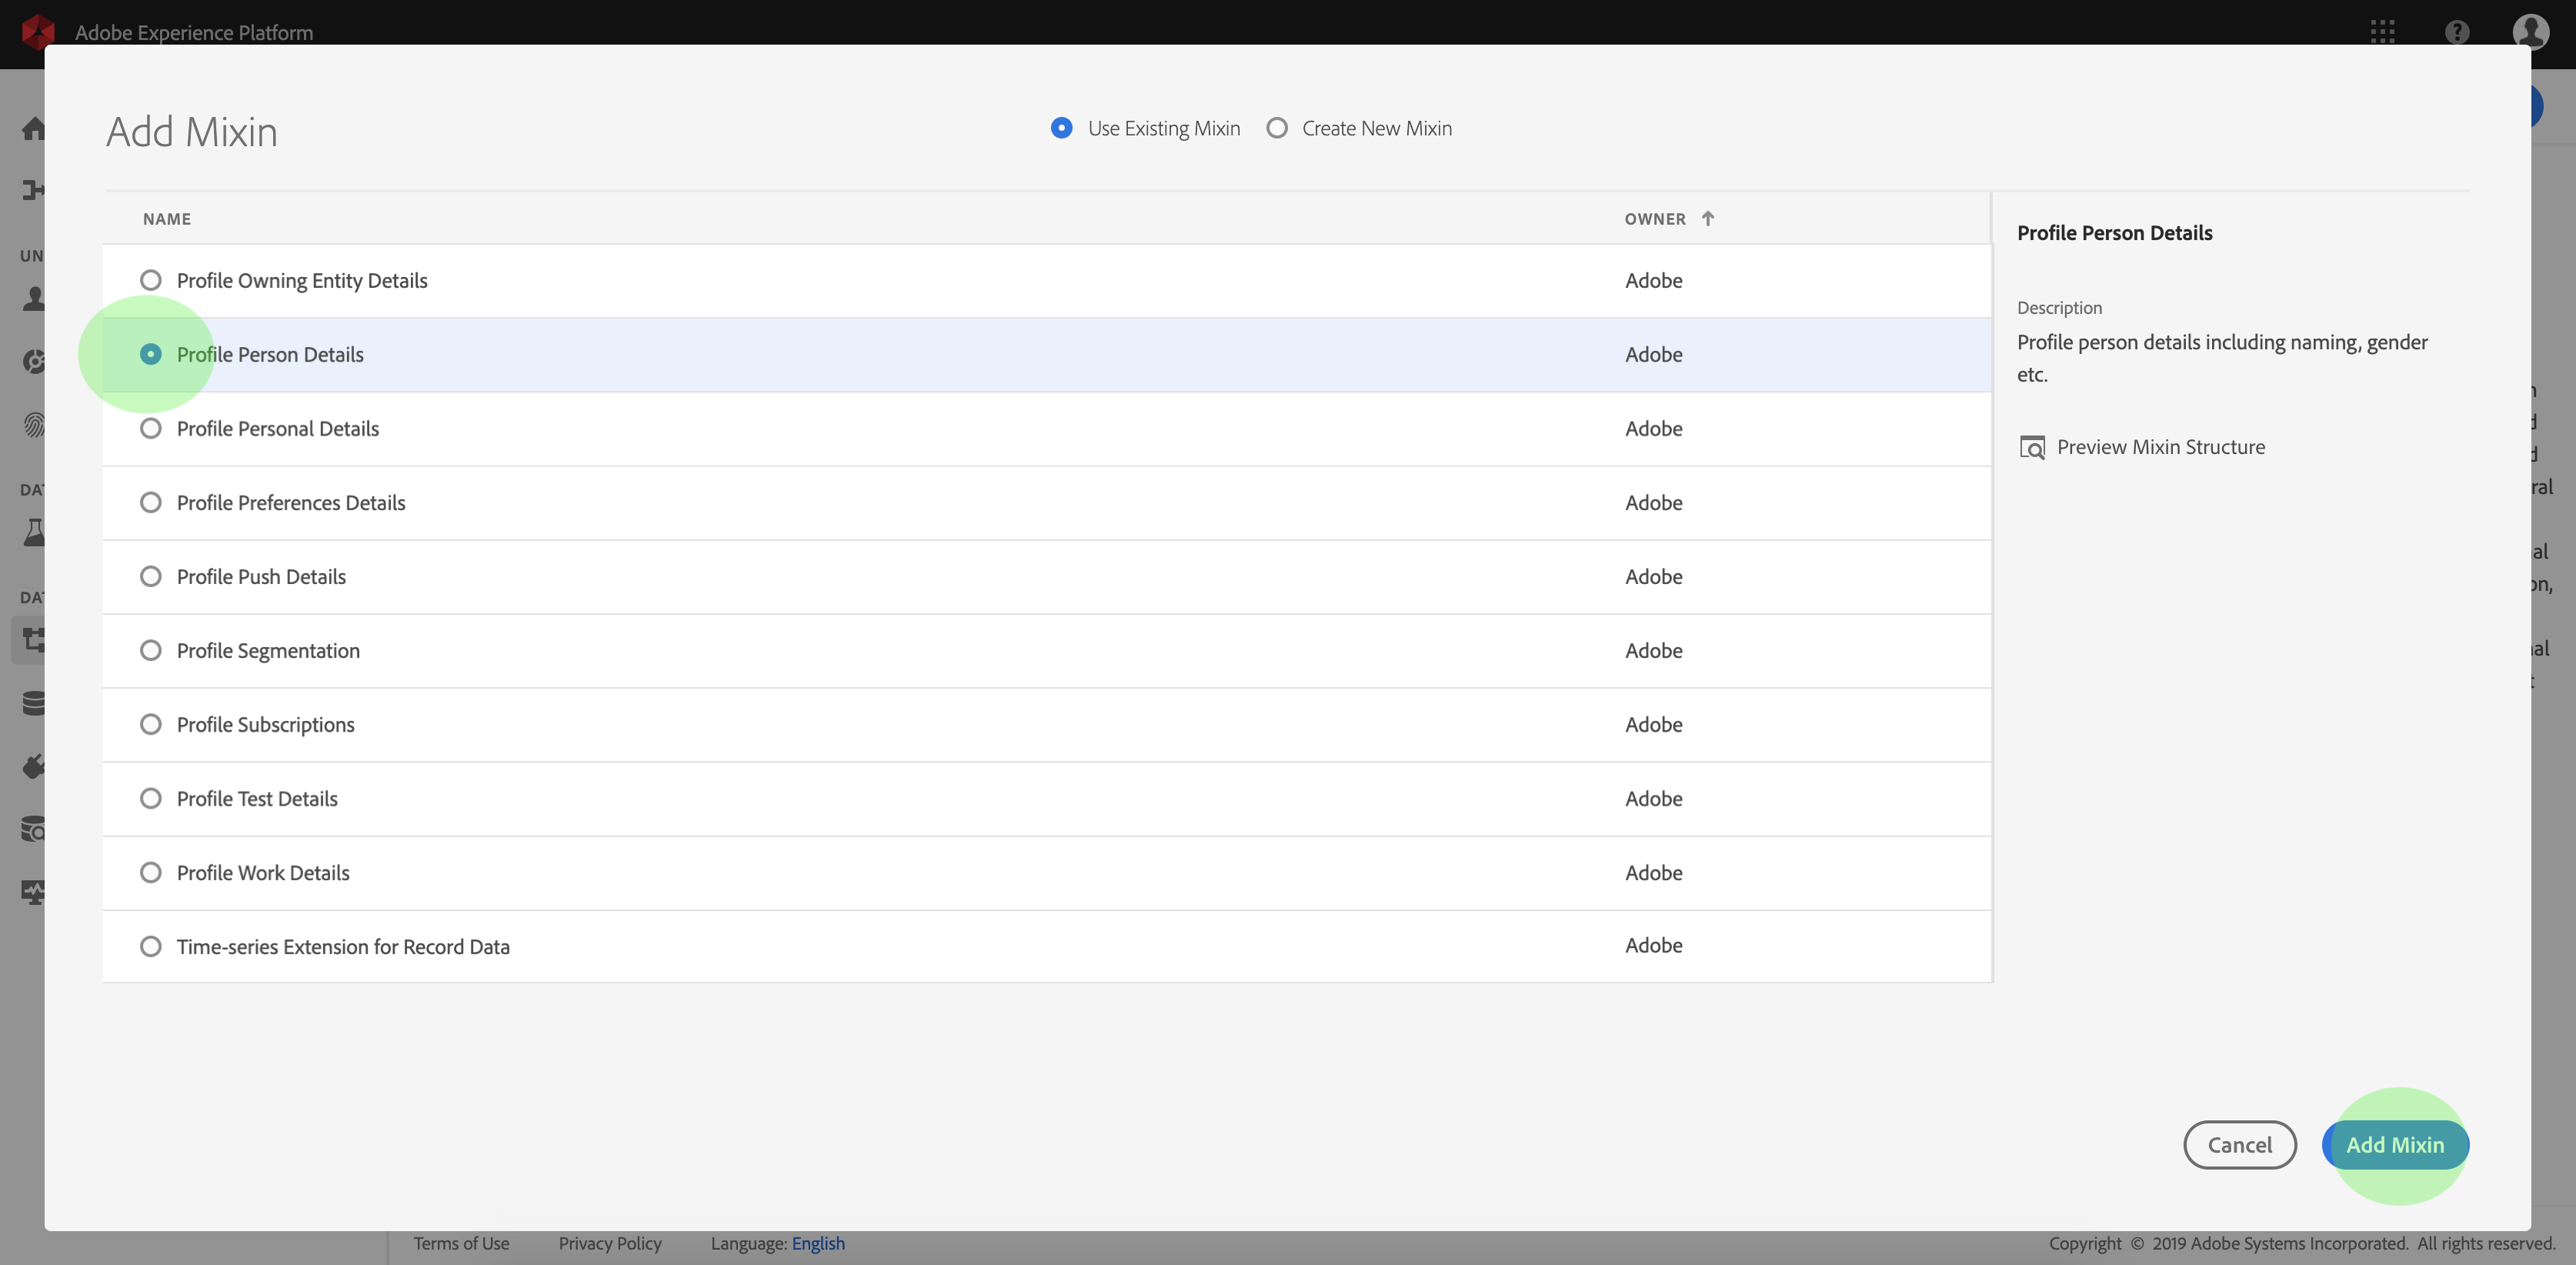 Adobe Experience Platform
Add Mixin
Use Existing Mixin
Create New Mixin
NAME
OWNER
Profile Owning Entity Details
Adobe
Profile Person Details
Adobe
Profile Personal Details
Adobe
Profile Preferences Details
Adobe
Profile Push Details
Adobe
Profile Segmentation
Adobe
Profile Subscriptions
Adobe
Profile Test Details
Adobe
Profile Work Details
Adobe
Time-series Extension for Record Data
Adobe
Profile Person Details
Description
Profile person details including naming, gender
etc.
Preview Mixin Structure
Cancel
Add Mixin
Terms of Use
Privacy Policy
Language: English
Copyright © 2019 Adobe Systems Incorporated. All rights reserved.